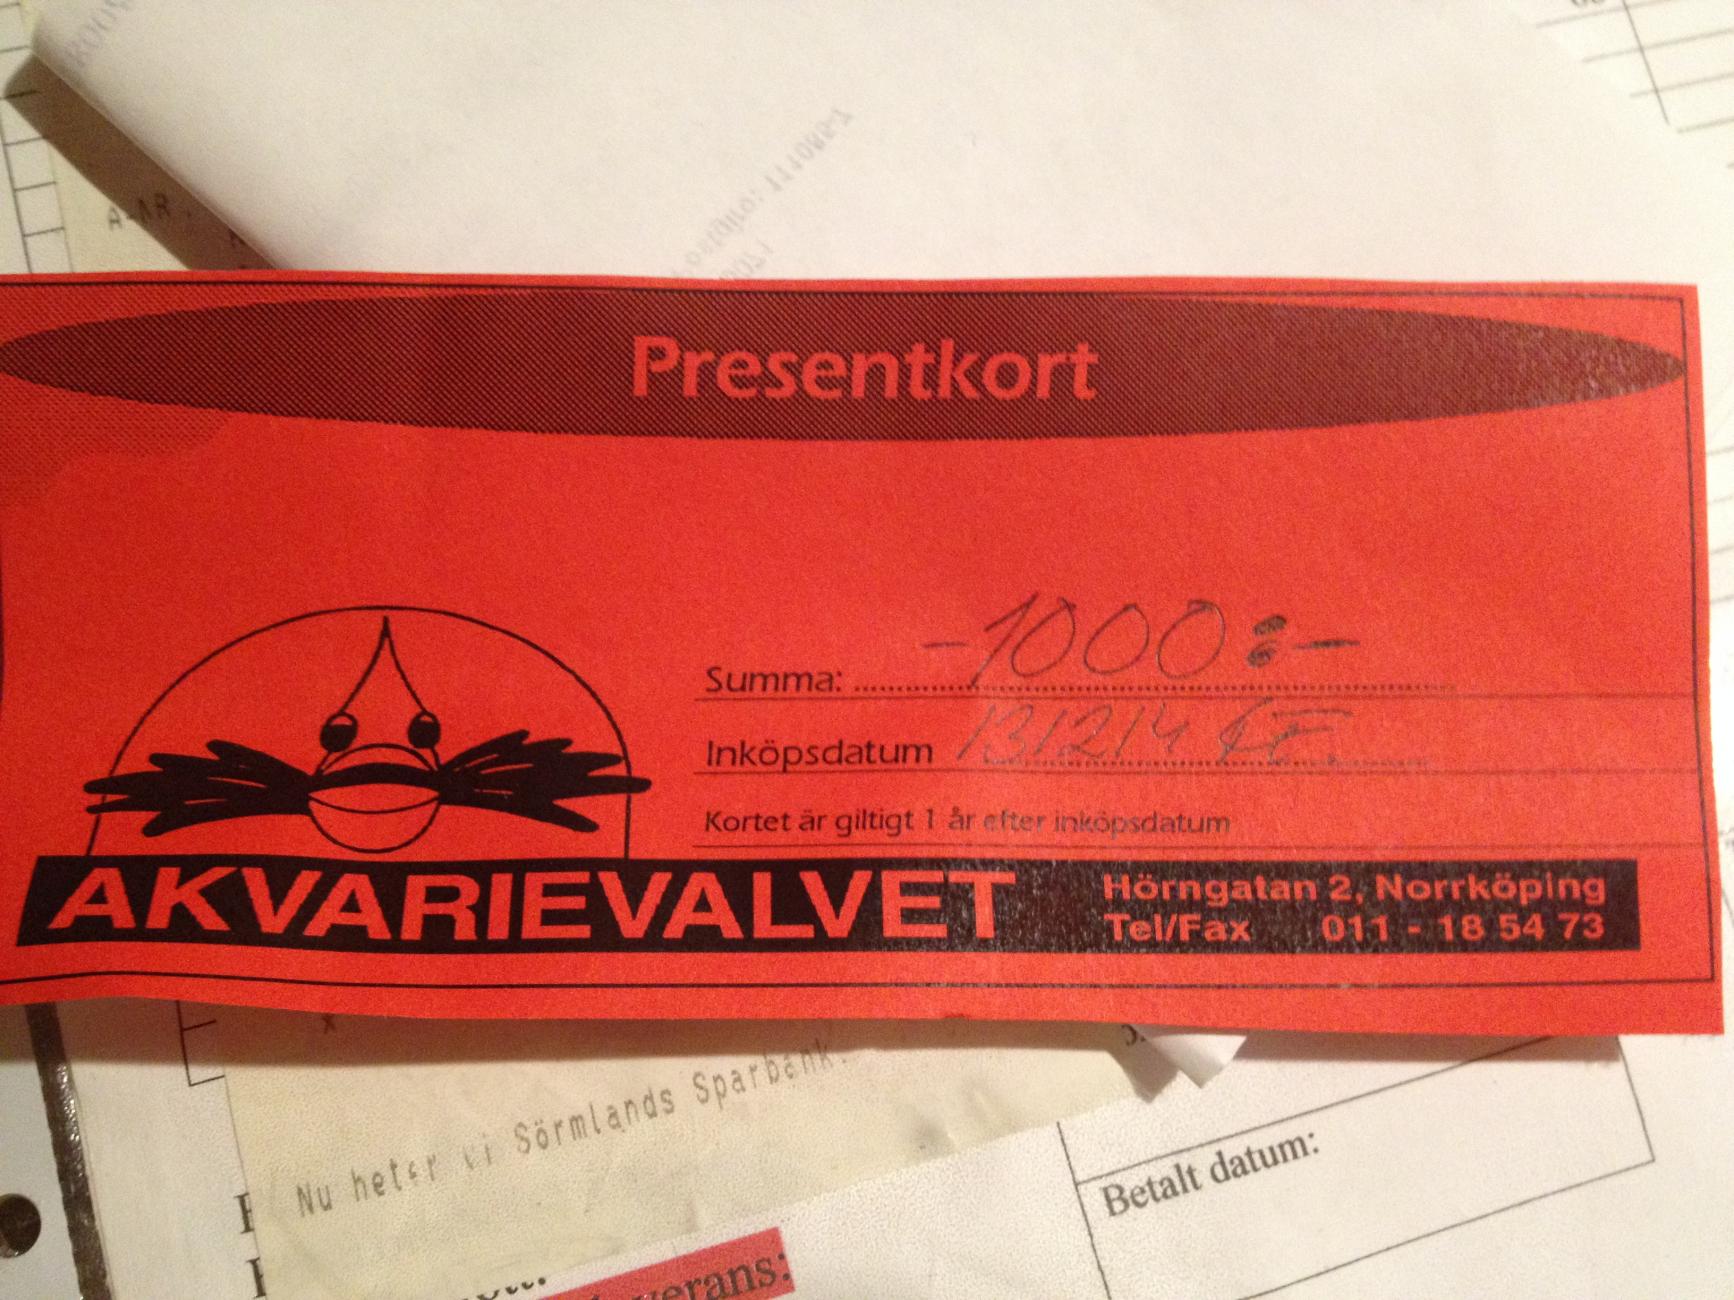 Presentkort
Summa: -1000:-
Inköpsdatum 131214
Kortet är giltigt 1 år efter inköpsdatum
AKVARIEVALVET
Hörngatan 2, Norrköping
Tel/Fax 011 - 18 54 73
Nu heter vi Sörmlands Sparbank.
Betalt datum: